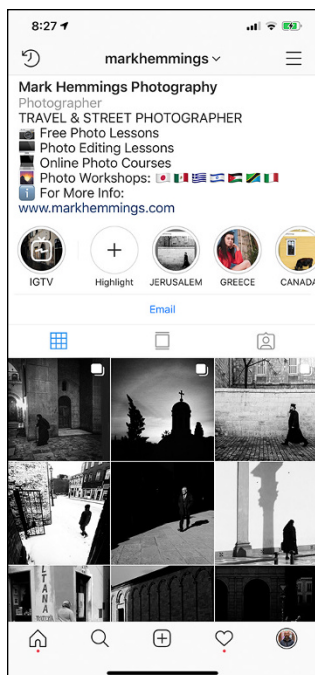 8:27
markhemmings
Mark Hemmings Photography
Photographer
TRAVEL & STREET PHOTOGRAPHER
Free Photo Lessons
Photo Editing Lessons
Online Photo Courses
Photo Workshops:
For More Info:
www.markhemmings.com
IGTV
Highlight
JERUSALEM
GREECE
CANADA
Email
LTANA